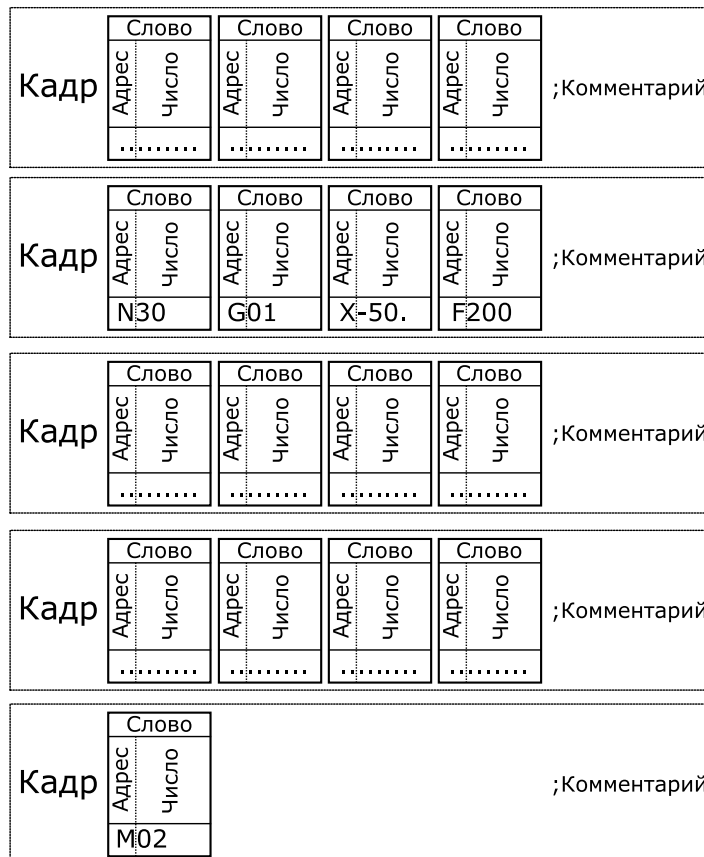 Слово Слово Слово Слово
Кадр Адрес Число Адрес Число Адрес Число Адрес Число ;Комментарий
......... ......... ......... .........
Слово Слово Слово Слово
Кадр Адрес Число Адрес Число Адрес Число Адрес Число ;Комментарий
N30 G01 X-50. F200
Слово Слово Слово Слово
Кадр Адрес Число Адрес Число Адрес Число Адрес Число ;Комментарий
......... ......... ......... .........
Слово Слово Слово Слово
Кадр Адрес Число Адрес Число Адрес Число Адрес Число ;Комментарий
......... ......... ......... .........
Слово
Кадр Адрес Число ;Комментарий
M02